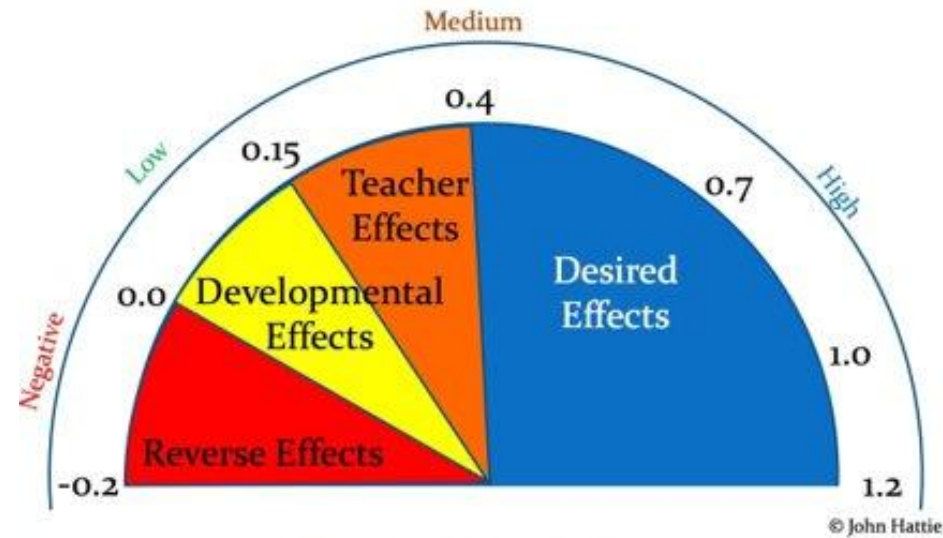 Medium
0.4
Low
0.15
Teacher
Effects
0.7
High
Desired
Effects
0.0
Developmental
Effects
1.0
Negative
Reverse Effects
-0.2
1.2
© John Hattie